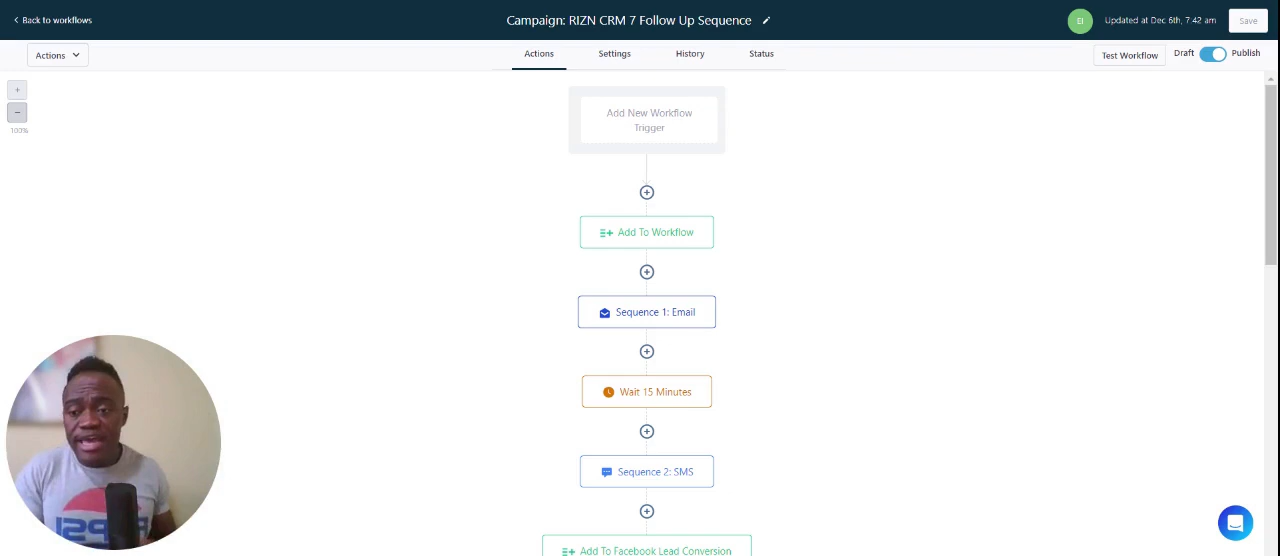 Back to workflows
Campaign: RIZN CRM 7 Follow Up Sequence
EI
Updated at Dec 6th, 7:42 am
Save
Actions
Actions
Settings
History
Status
Test Workflow
Draft
Publish
+
−
100%
Add New Workflow
Trigger
Add To Workflow
Sequence 1: Email
Wait 15 Minutes
Sequence 2: SMS
Add To Facebook Lead Conversion
PEPSI